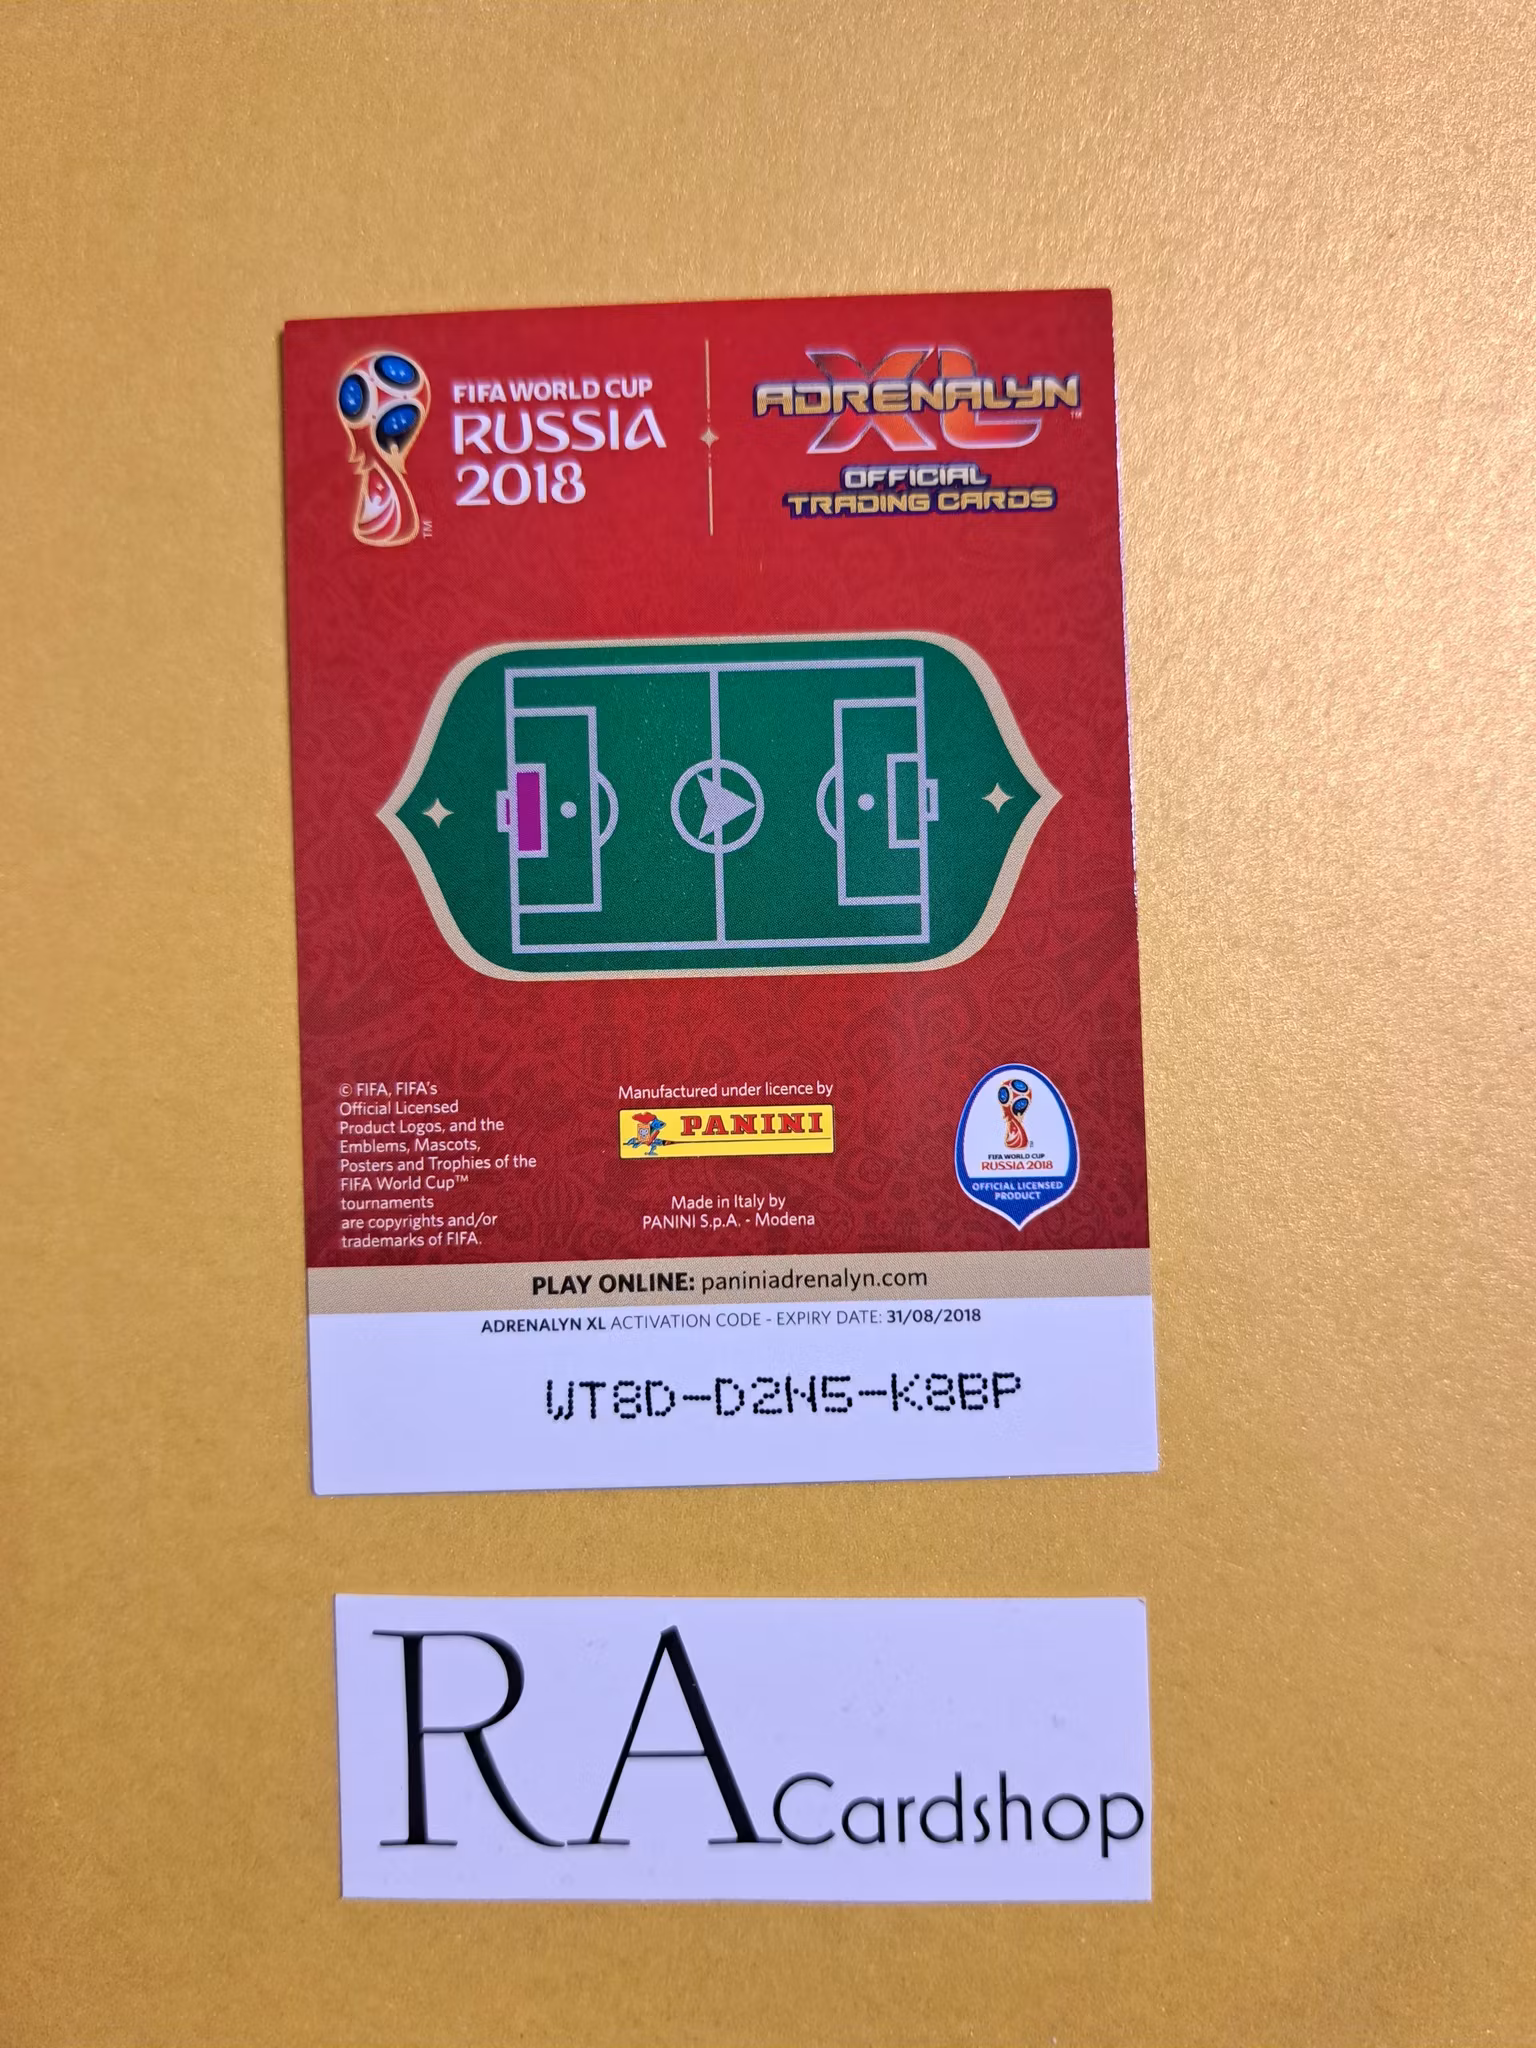 FIFA WORLD CUP
RUSSIA
2018
TM
ADRENALYN
XL
TM
OFFICIAL
TRADING CARDS
© FIFA, FIFA's
Official Licensed
Product Logos, and the
Emblems, Mascots,
Posters and Trophies of the
FIFA World Cup™
tournaments
are copyrights and/or
trademarks of FIFA.
Manufactured under licence by
PANINI
Made in Italy by
PANINI S.p.A. - Modena
FIFA WORLD CUP
RUSSIA 2018
OFFICIAL LICENSED
PRODUCT
PLAY ONLINE: paniniadrenalyn.com
ADRENALYN XL ACTIVATION CODE - EXPIRY DATE: 31/08/2018
WT8D-D2N5-K8BP
RA Cardshop